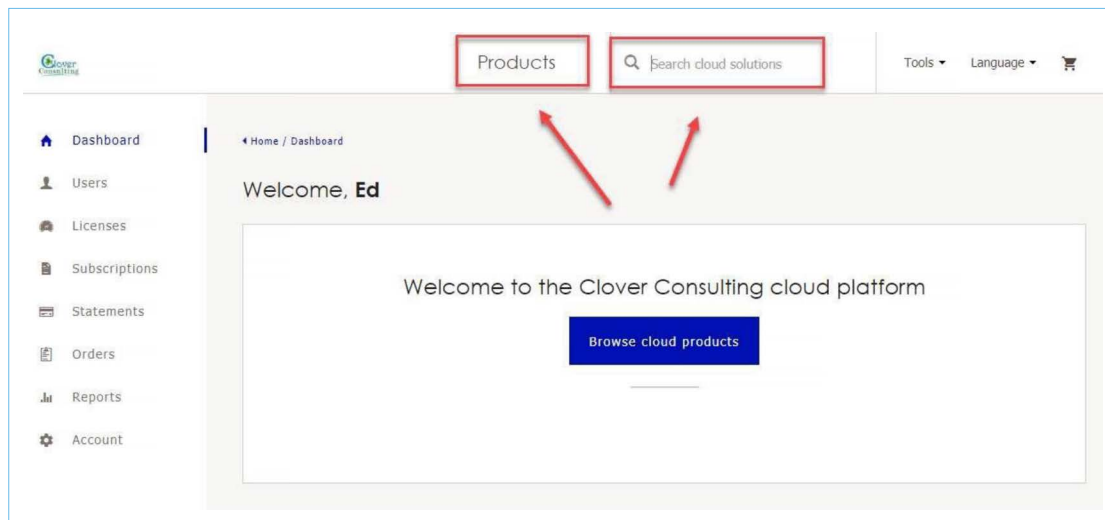 Clover
Consulting
Products
Search cloud solutions
Tools
Language
Dashboard
Users
Licenses
Subscriptions
Statements
Orders
Reports
Account
Home / Dashboard
Welcome, Ed
Welcome to the Clover Consulting cloud platform
Browse cloud products